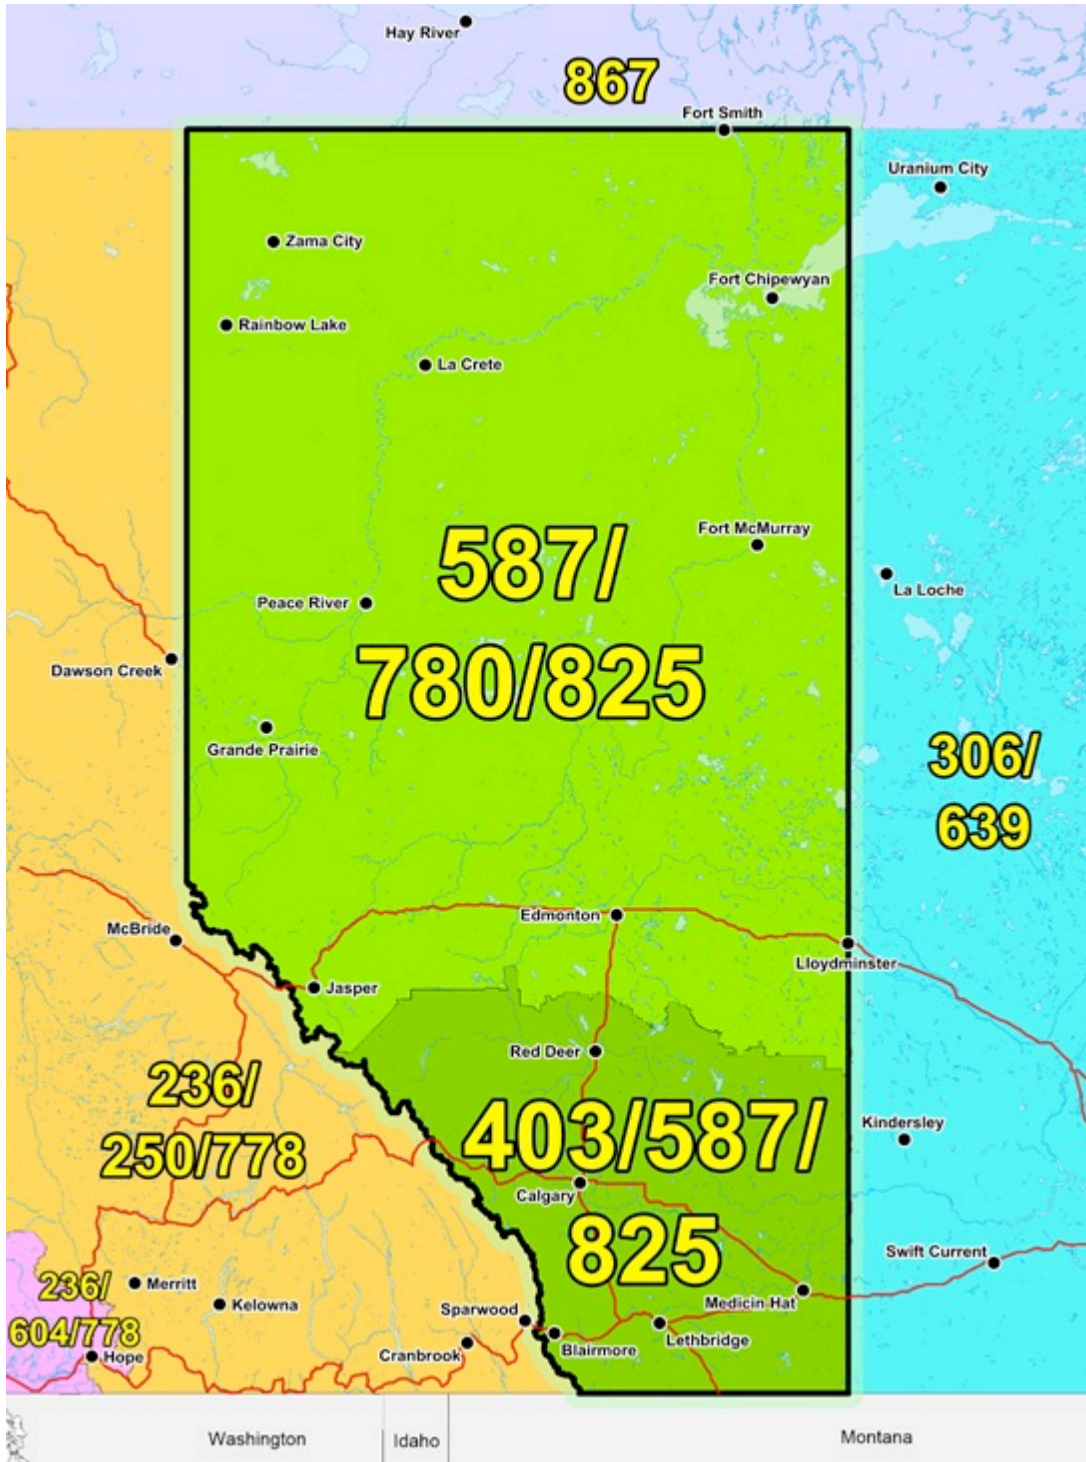 Hay River
867
Fort Smith
Uranium City
Zama City
Fort Chipewyan
Rainbow Lake
La Crete
587/
780/825
Fort McMurray
La Loche
Peace River
Dawson Creek
Grande Prairie
306/
639
Edmonton
McBride
Lloydminster
Jasper
Red Deer
236/
250/778
403/587/
825
Kindersley
Calgary
Swift Current
236/
604/778
Merritt
Kelowna
Medicin Hat
Sparwood
Lethbridge
Blairmore
Cranbrook
Hope
Washington
Idaho
Montana